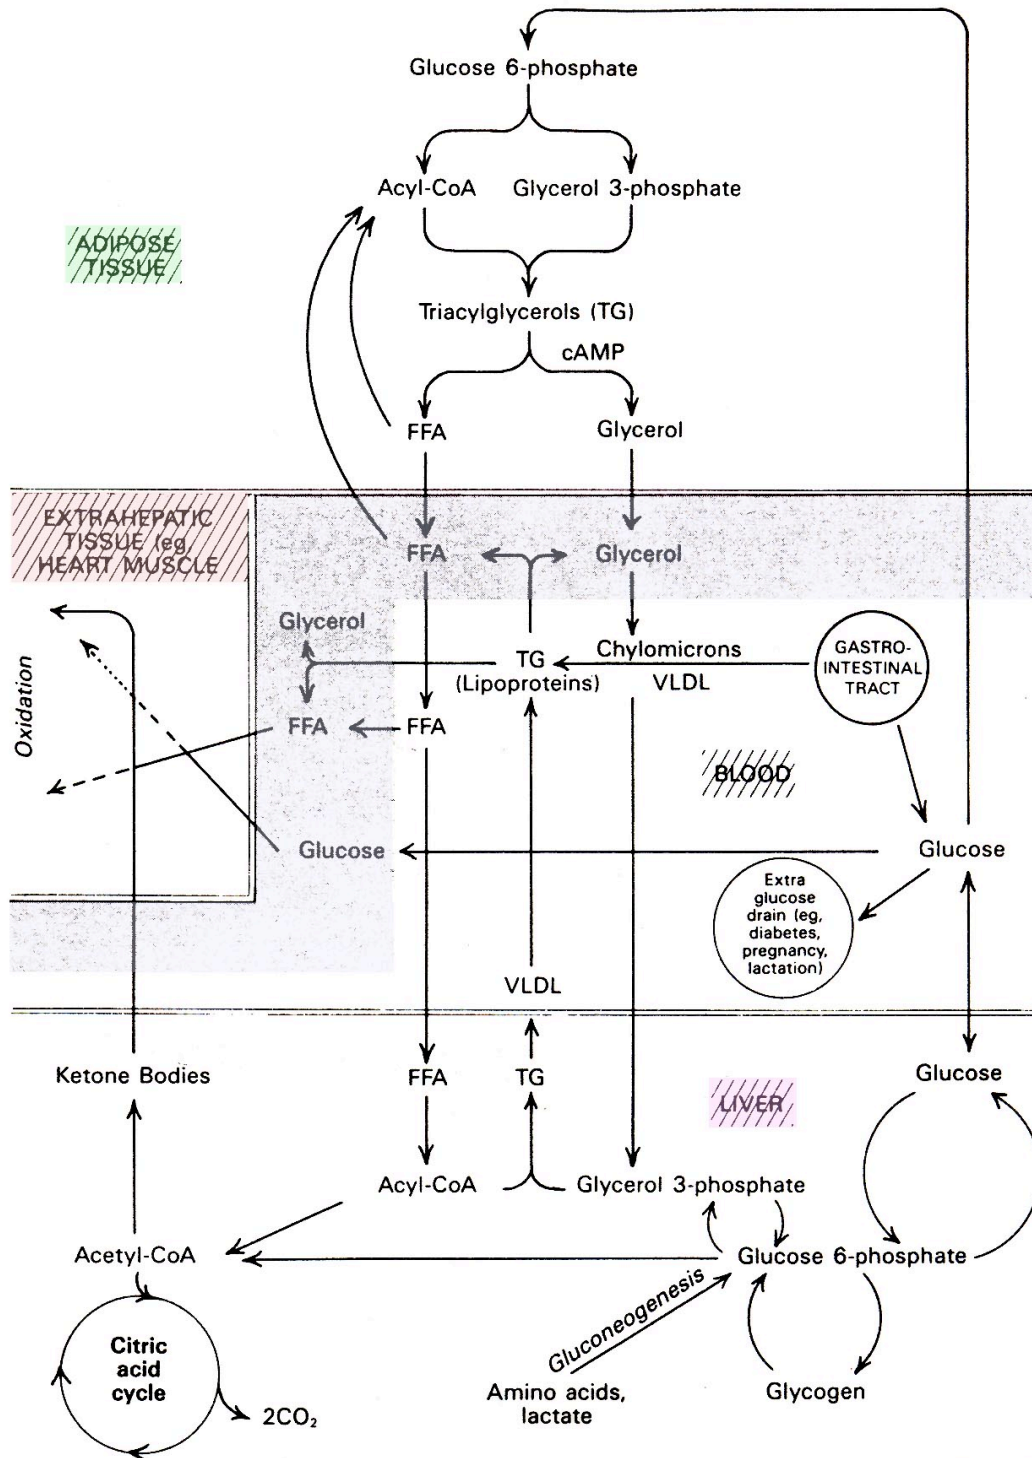 Glucose 6-phosphate
Acyl-CoA
Glycerol 3-phosphate
ADIPOSE
TISSUE
Triacylglycerols (TG)
cAMP
FFA
Glycerol
EXTRAHEPATIC
TISSUE (eg,
HEART MUSCLE
FFA
Glycerol
Glycerol
Chylomicrons
TG
(Lipoproteins)
VLDL
GASTRO-
INTESTINAL
TRACT
Oxidation
FFA
FFA
BLOOD
Glucose
Glucose
Extra
glucose
drain (eg,
diabetes,
pregnancy,
lactation)
VLDL
Ketone Bodies
FFA
TG
LIVER
Glucose
Acyl-CoA
Glycerol 3-phosphate
Acetyl-CoA
Glucose 6-phosphate
Gluconeogenesis
Citric
acid
cycle
2CO₂
Amino acids,
lactate
Glycogen